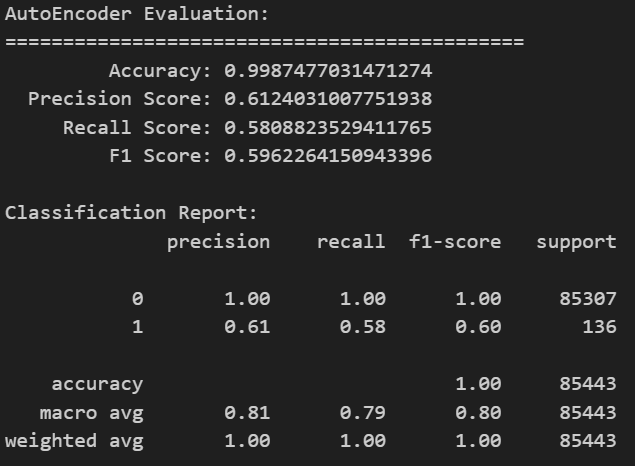 AutoEncoder Evaluation:
=============================================
Accuracy: 0.9987477031471274
Precision Score: 0.6124031007751938
Recall Score: 0.5808823529411765
F1 Score: 0.5962264150943396
Classification Report:
precision recall f1-score support
0 1.00 1.00 1.00 85307
1 0.61 0.58 0.60 136
accuracy 1.00 85443
macro avg 0.81 0.79 0.80 85443
weighted avg 1.00 1.00 1.00 85443